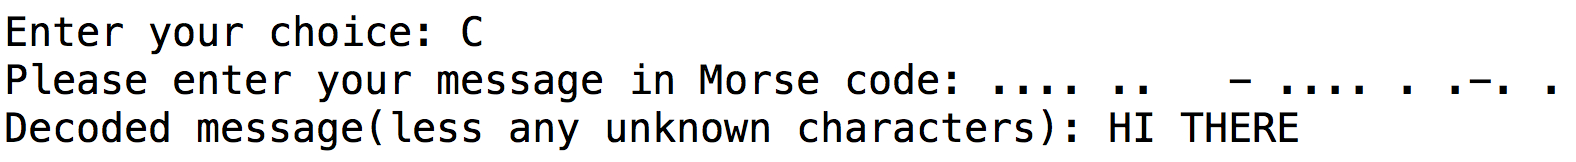 Enter your choice: C
Please enter your message in Morse code: .... ..   - .... . .-. .
Decoded message(less any unknown characters): HI THERE